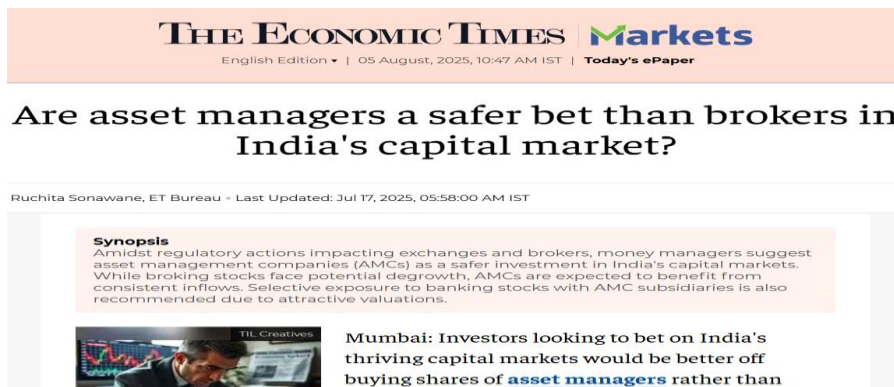 THE ECONOMIC TIMES | Markets
English Edition ▾ | 05 August, 2025, 10:47 AM IST | Today's ePaper
Are asset managers a safer bet than brokers in
India's capital market?
Ruchita Sonawane, ET Bureau • Last Updated: Jul 17, 2025, 05:58:00 AM IST
Synopsis
Amidst regulatory actions impacting exchanges and brokers, money managers suggest
asset management companies (AMCs) as a safer investment in India's capital markets.
While broking stocks face potential degrowth, AMCs are expected to benefit from
consistent inflows. Selective exposure to banking stocks with AMC subsidiaries is also
recommended due to attractive valuations.
TIL Creatives
Mumbai: Investors looking to bet on India's
thriving capital markets would be better off
buying shares of asset managers rather than